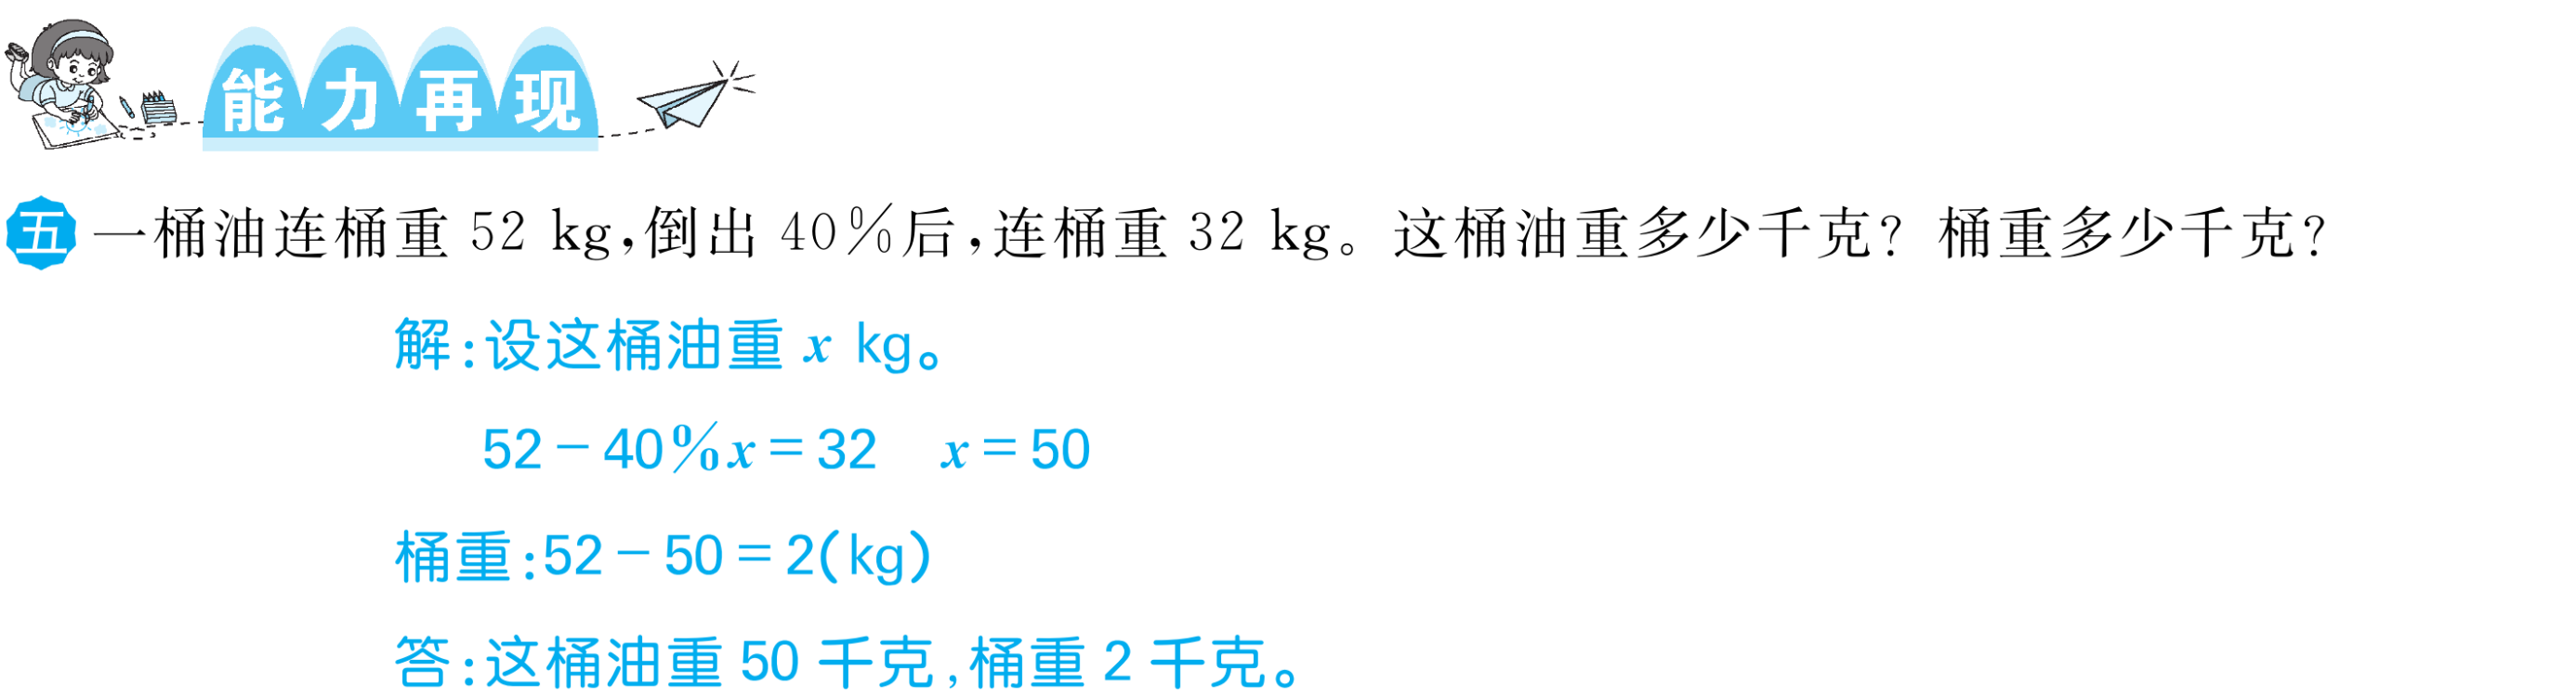 能力再现
五 一桶油连桶重 52 kg,倒出 40%后,连桶重 32 kg。这桶油重多少千克? 桶重多少千克?
解:设这桶油重 x kg。
52-40%x=32 x=50
桶重:52-50=2(kg)
答:这桶油重 50 千克,桶重 2 千克。